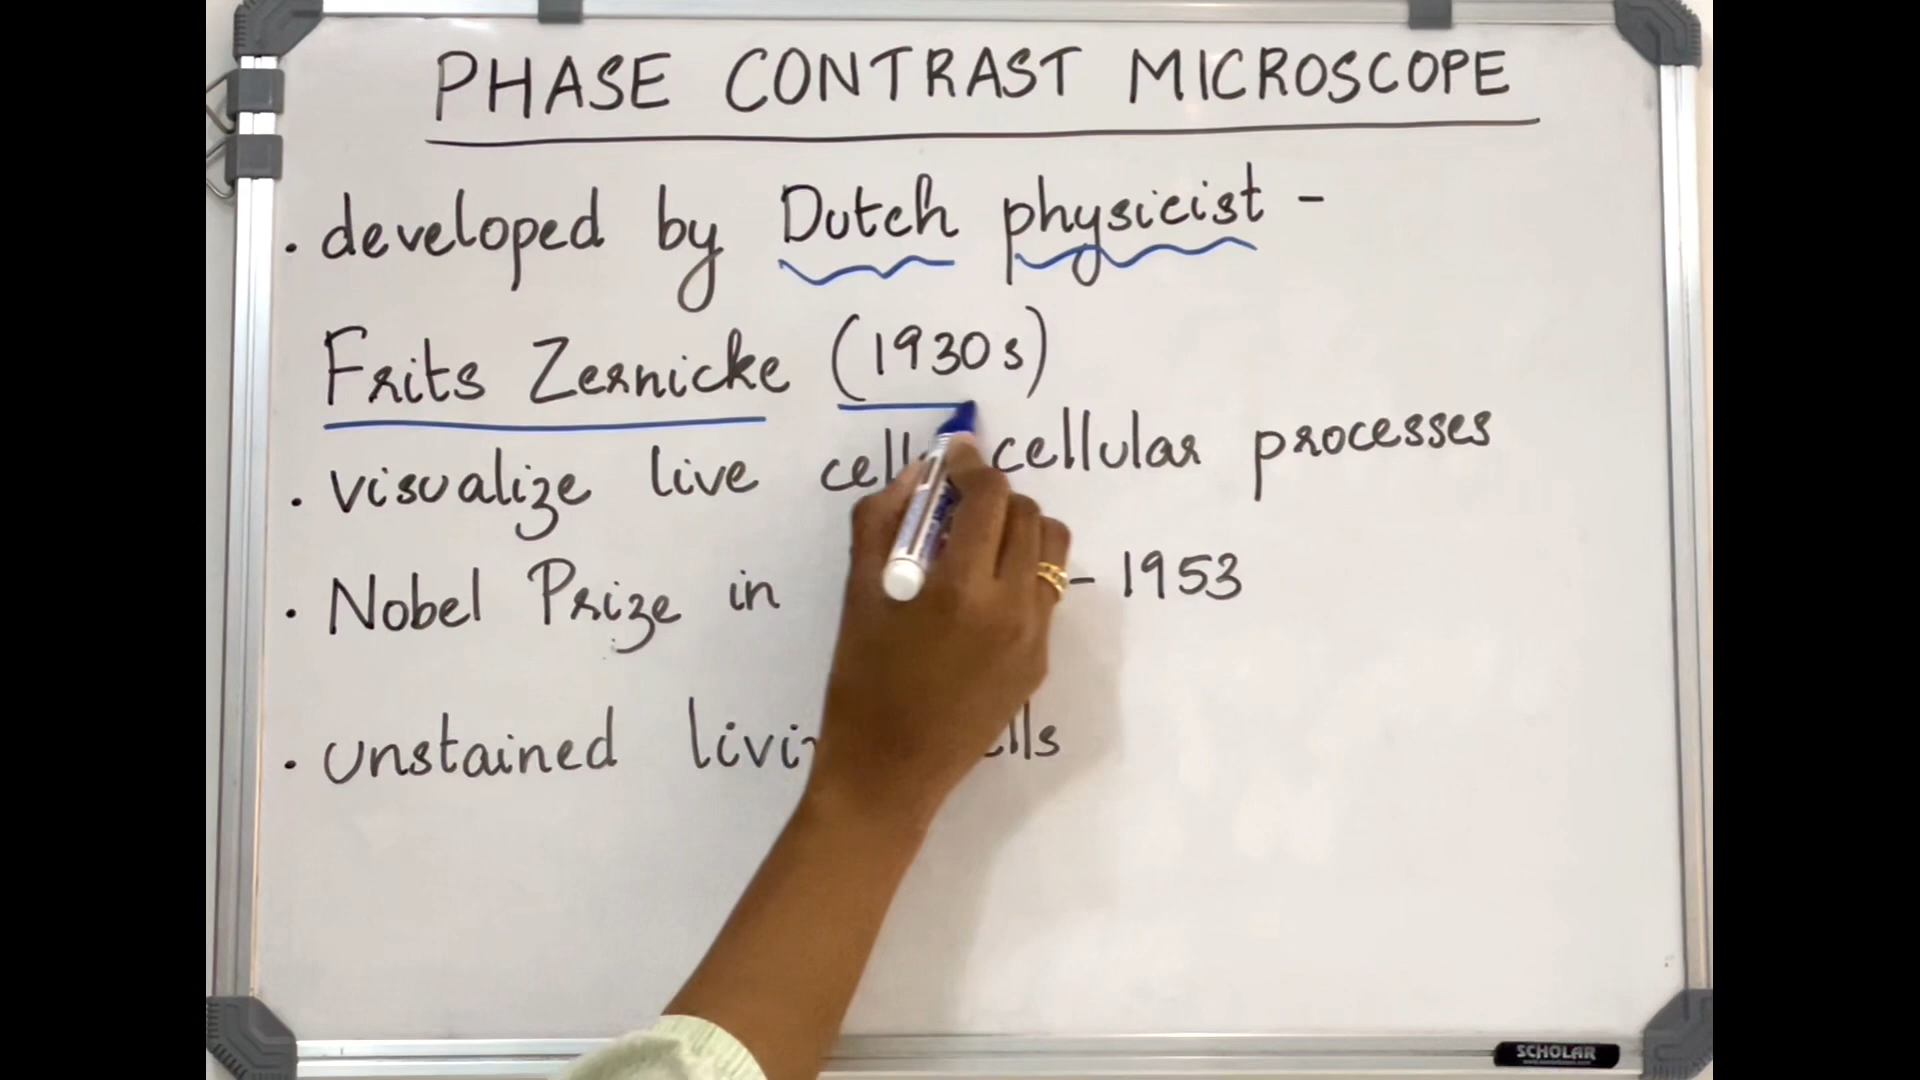 PHASE CONTRAST MICROSCOPE
. developed by Dutch physicist -
Frits Zernicke (1930s)
. visualize live cellular processes
. Nobel Prize in - 1953
. unstained
SCHOLAR